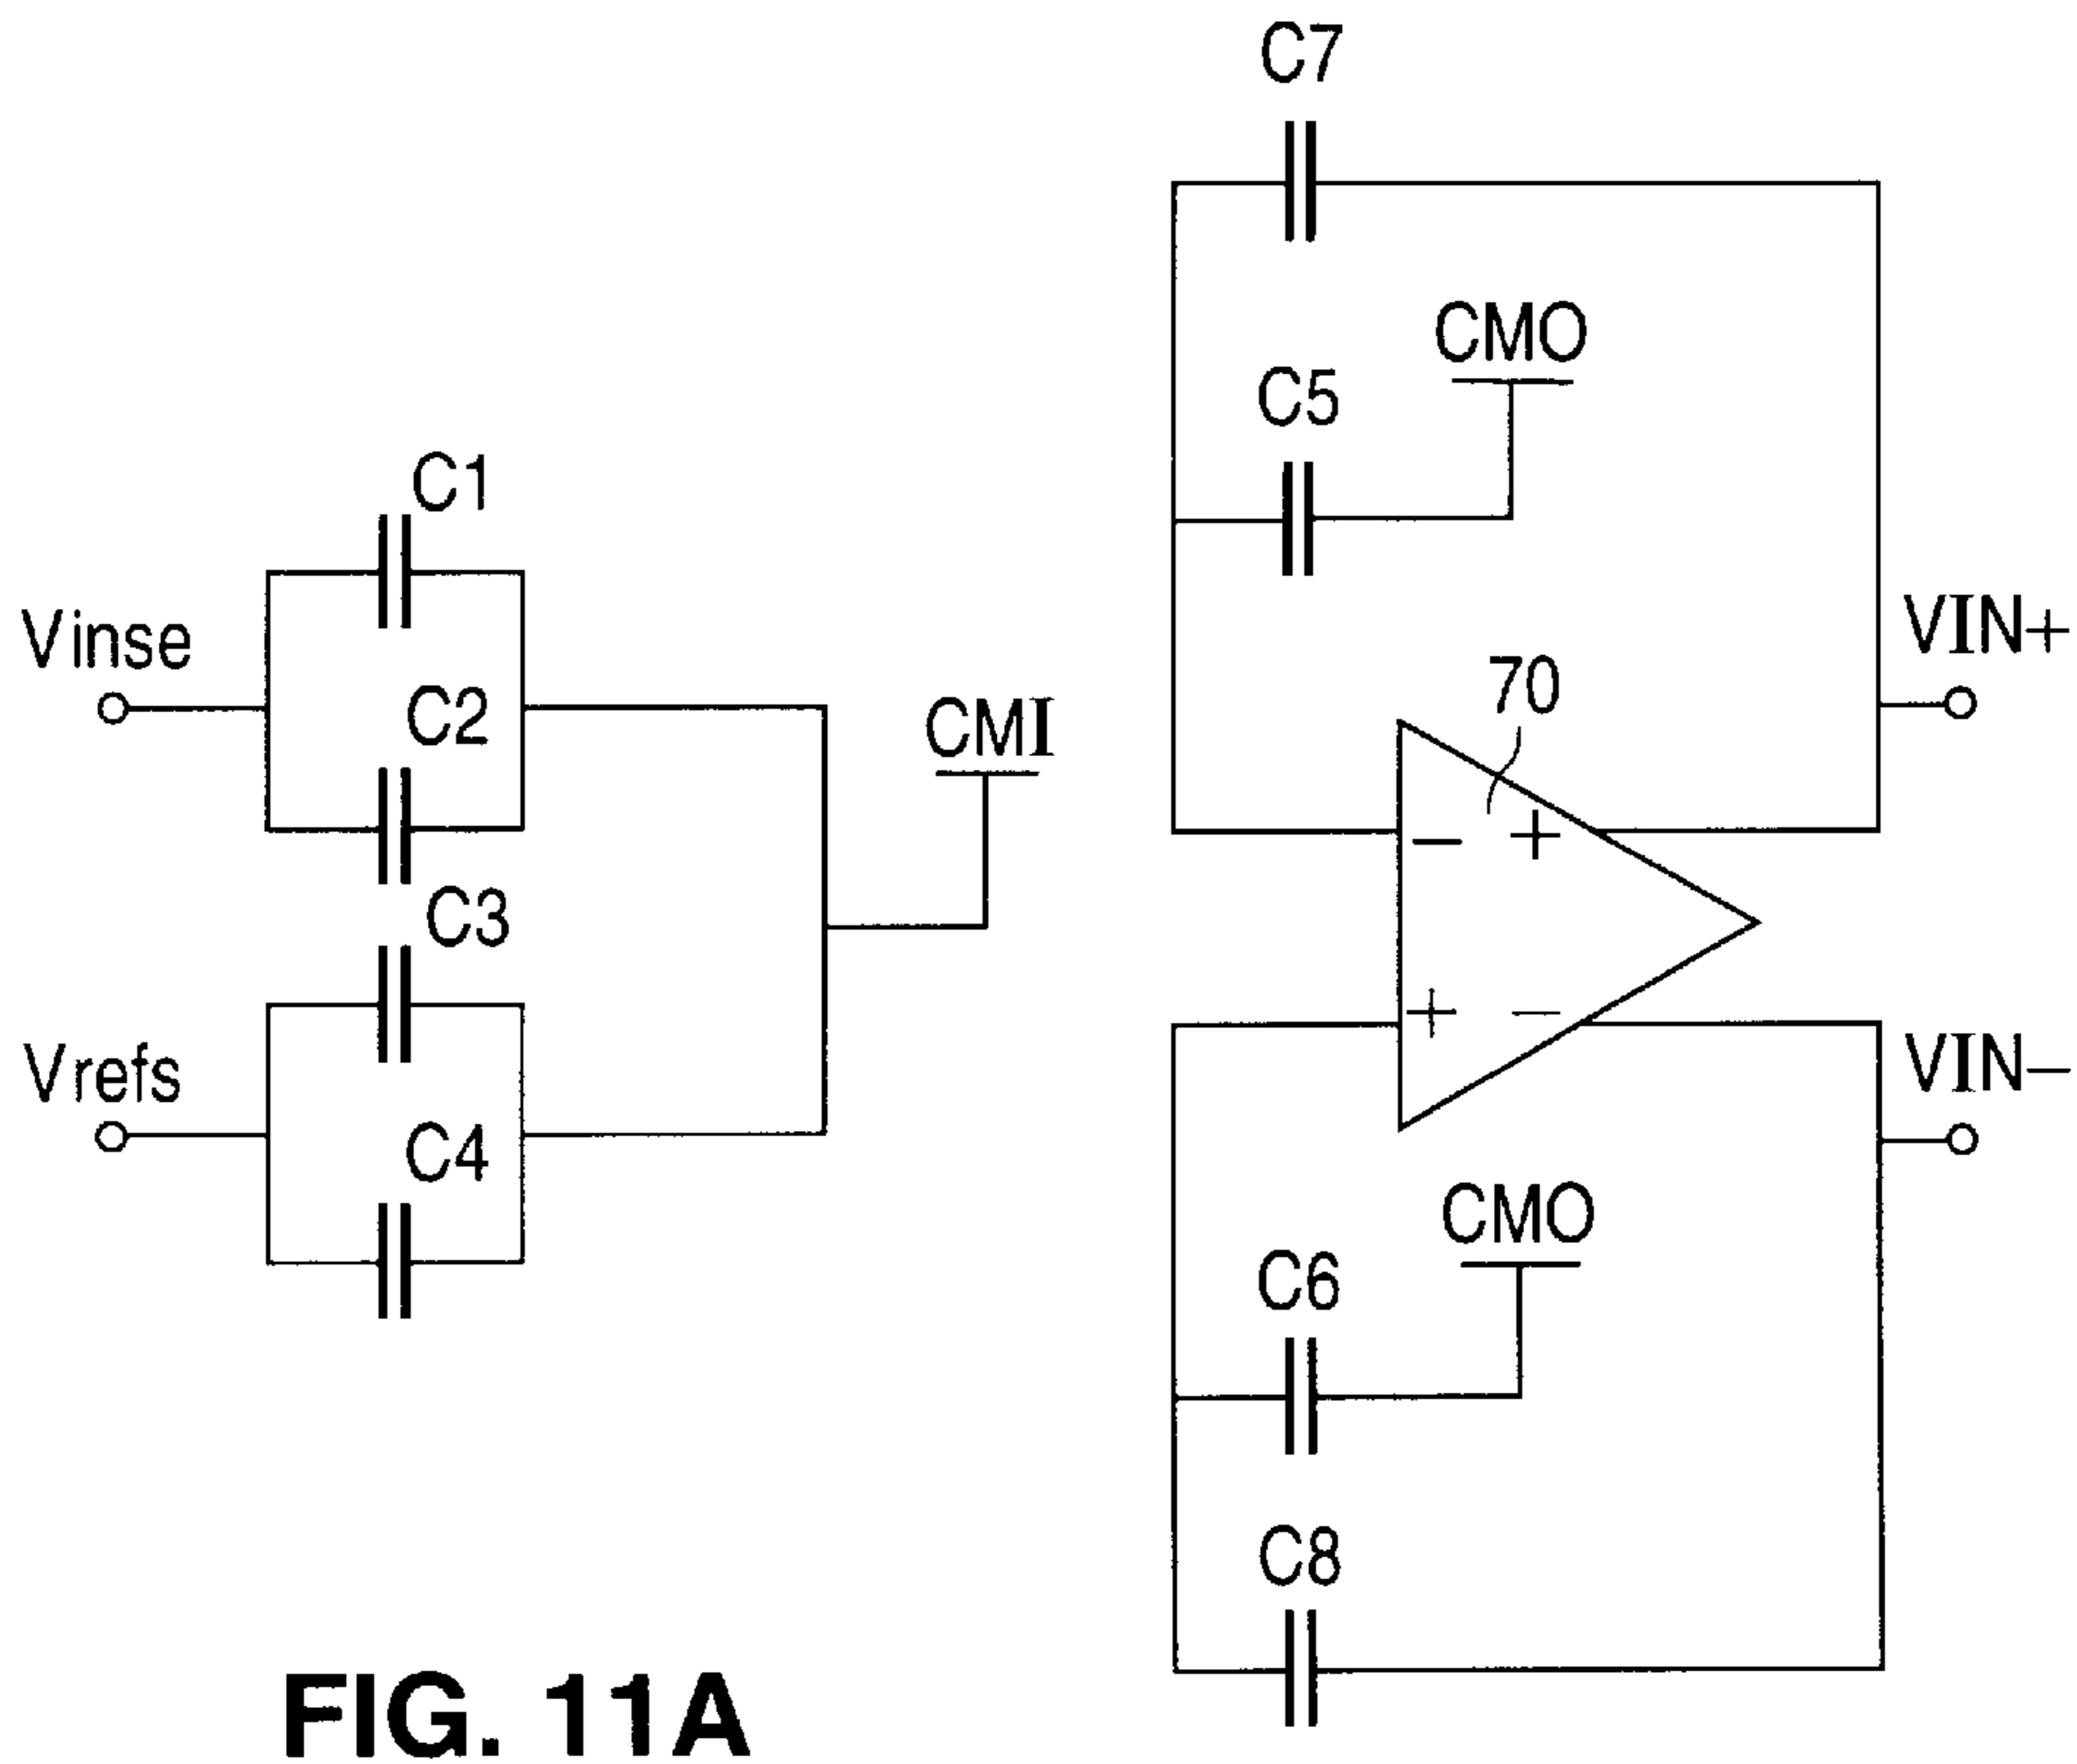 C7
CMO
C5
C1
Vinse
C2
VIN+
70
CMI
− +
C3
+ −
Vrefs
C4
VIN−
CMO
C6
C8
FIG. 11A